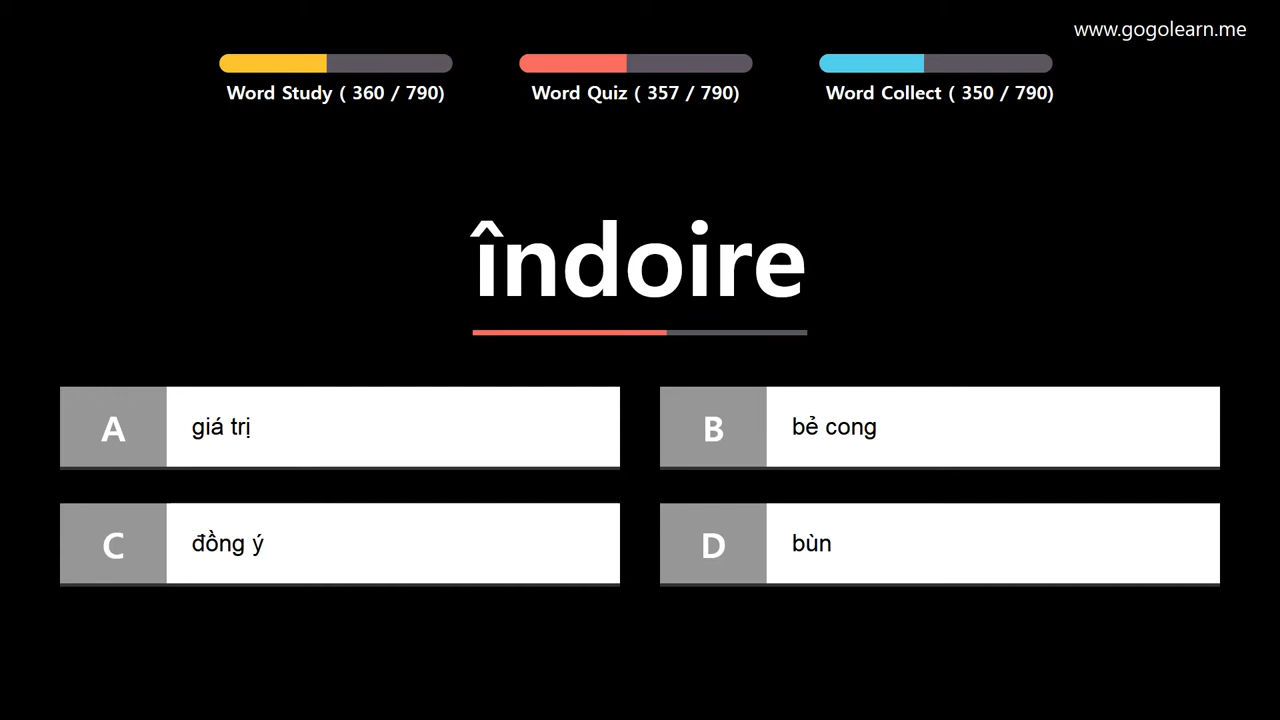 www.gogolearn.me
Word Study ( 360 / 790)
Word Quiz ( 357 / 790)
Word Collect ( 350 / 790)
îndoire
A
giá trị
B
bẻ cong
C
đồng ý
D
bùn